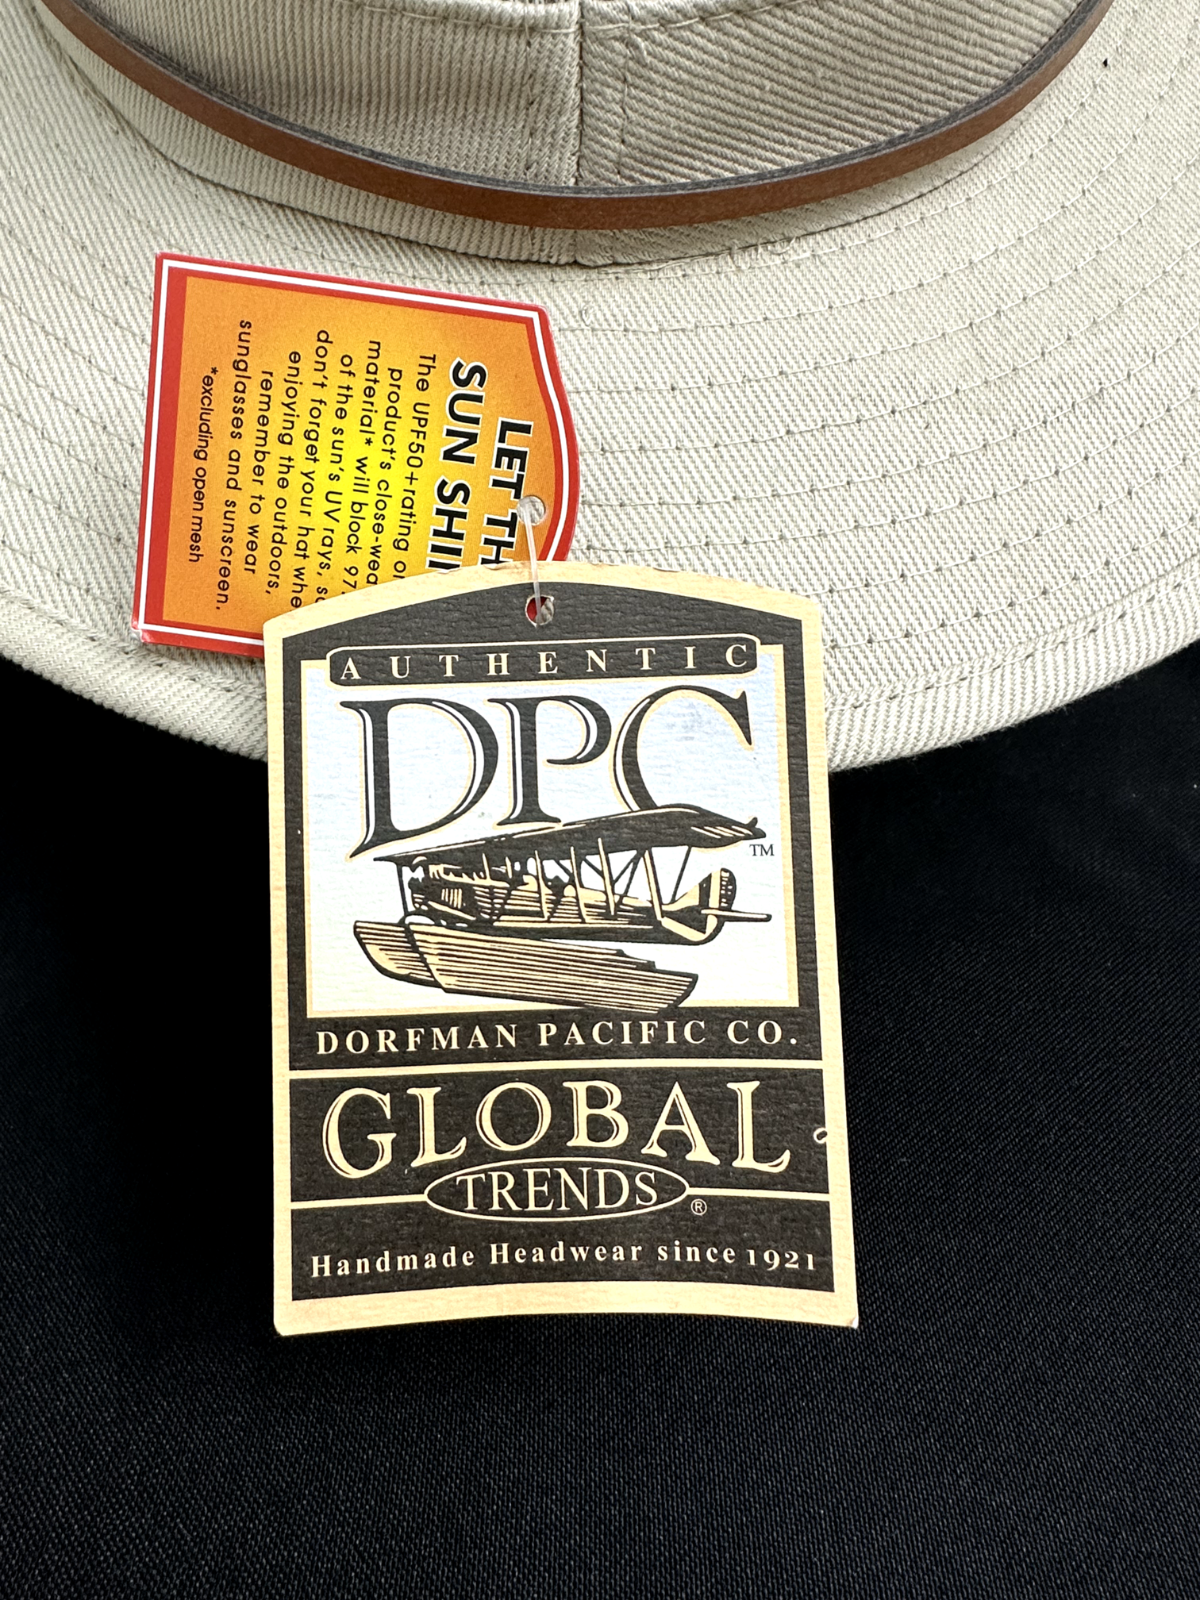 LET TH
SUN SHI
The UPF50+rating o
product's close-wea
material* will block 97.
of the sun's UV rays, so
don't forget your hat whe
enjoying the outdoors,
remember to wear
sunglasses and sunscreen.
*excluding open mesh
AUTHENTIC
DPC
TM
DORFMAN PACIFIC CO.
GLOBAL
TRENDS
®
Handmade Headwear since 1921